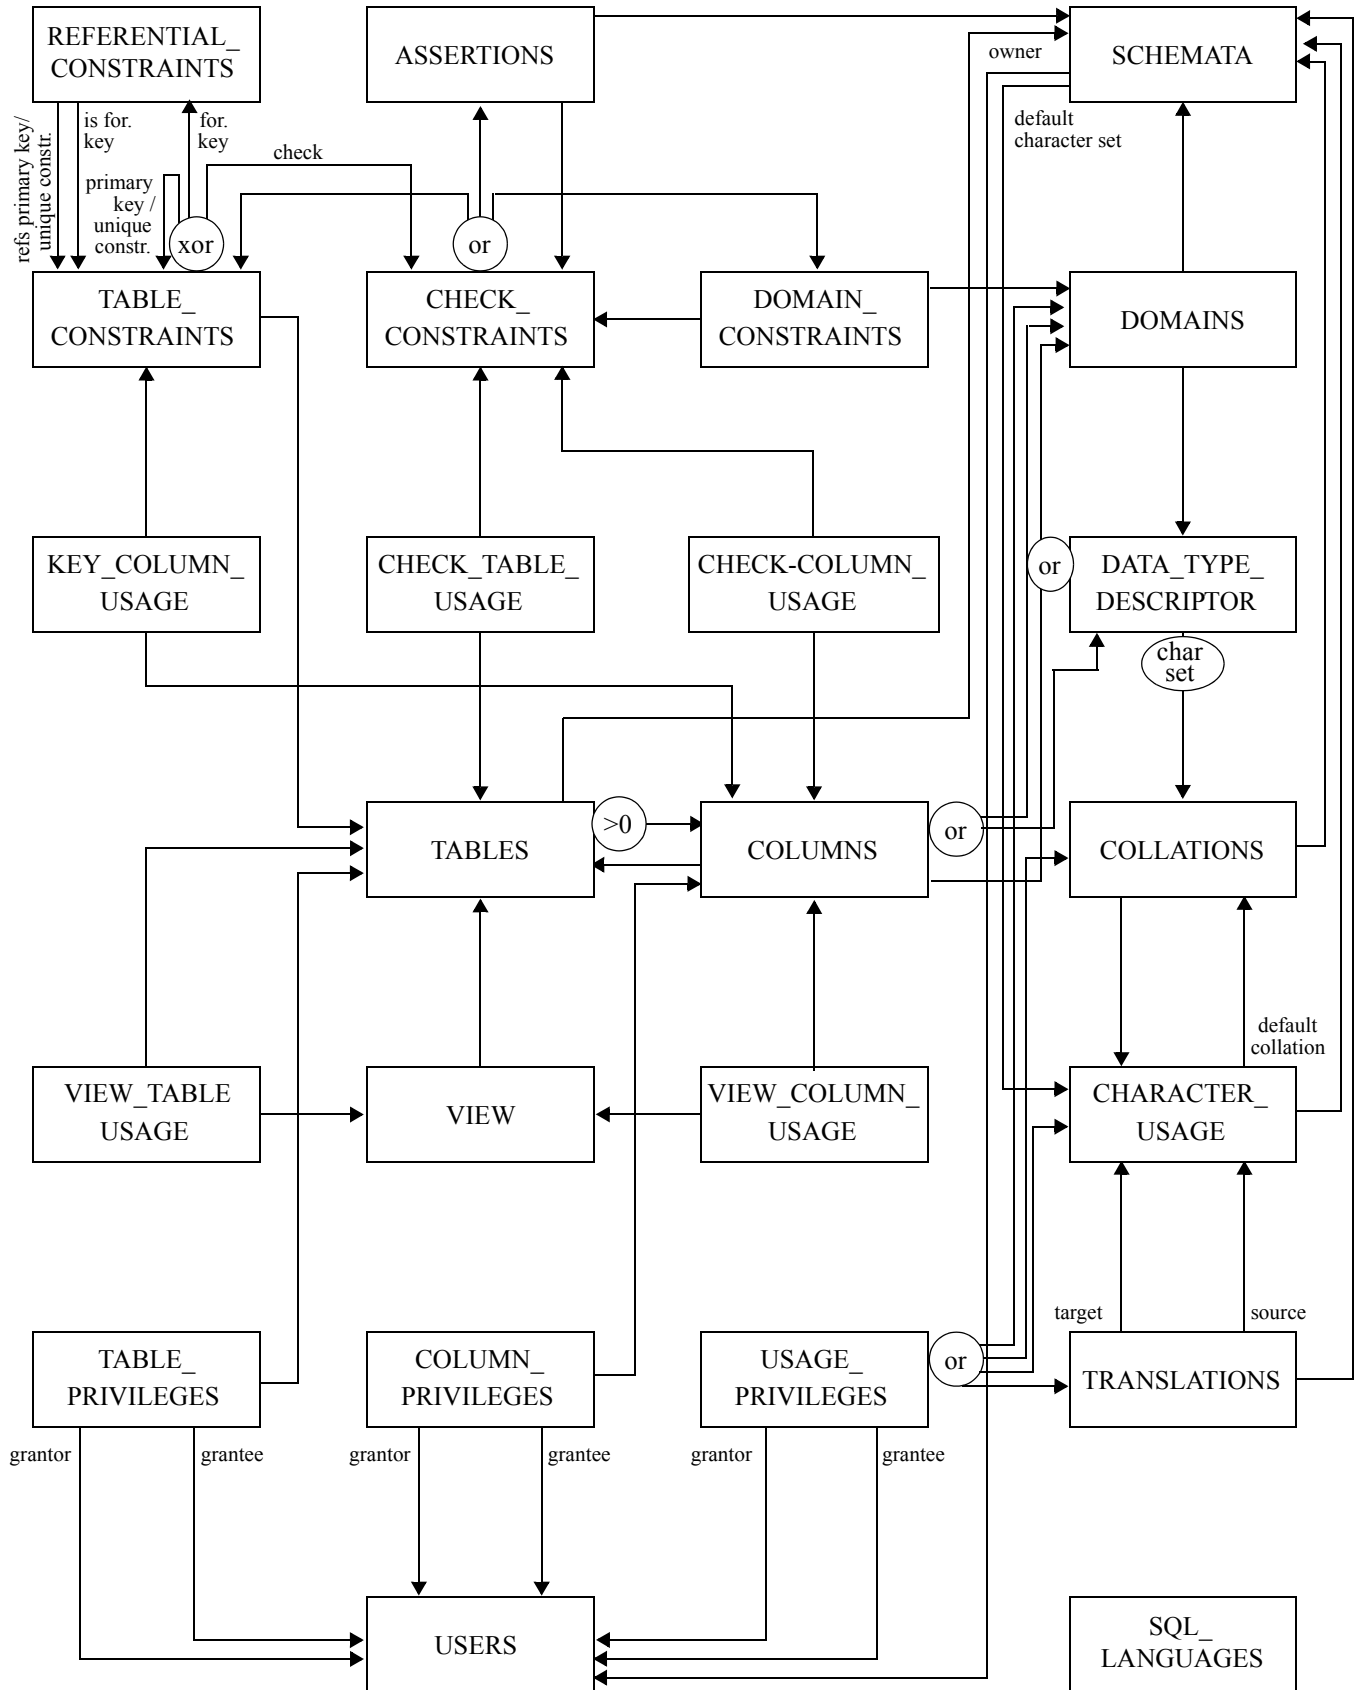 REFERENTIAL_
CONSTRAINTS
ASSERTIONS
SCHEMATA
owner
refs primary key/
unique constr.
is for.
key
for.
key
check
default
character set
primary
key /
unique
constr.
xor
or
TABLE_
CONSTRAINTS
CHECK_
CONSTRAINTS
DOMAIN_
CONSTRAINTS
DOMAINS
KEY_COLUMN_
USAGE
CHECK_TABLE_
USAGE
CHECK-COLUMN_
USAGE
or
DATA_TYPE_
DESCRIPTOR
char
set
TABLES
>0
COLUMNS
or
COLLATIONS
default
collation
VIEW_TABLE
USAGE
VIEW
VIEW_COLUMN_
USAGE
CHARACTER_
USAGE
target
source
TABLE_
PRIVILEGES
COLUMN_
PRIVILEGES
USAGE_
PRIVILEGES
or
TRANSLATIONS
grantor
grantee
grantor
grantee
grantor
grantee
USERS
SQL_
LANGUAGES